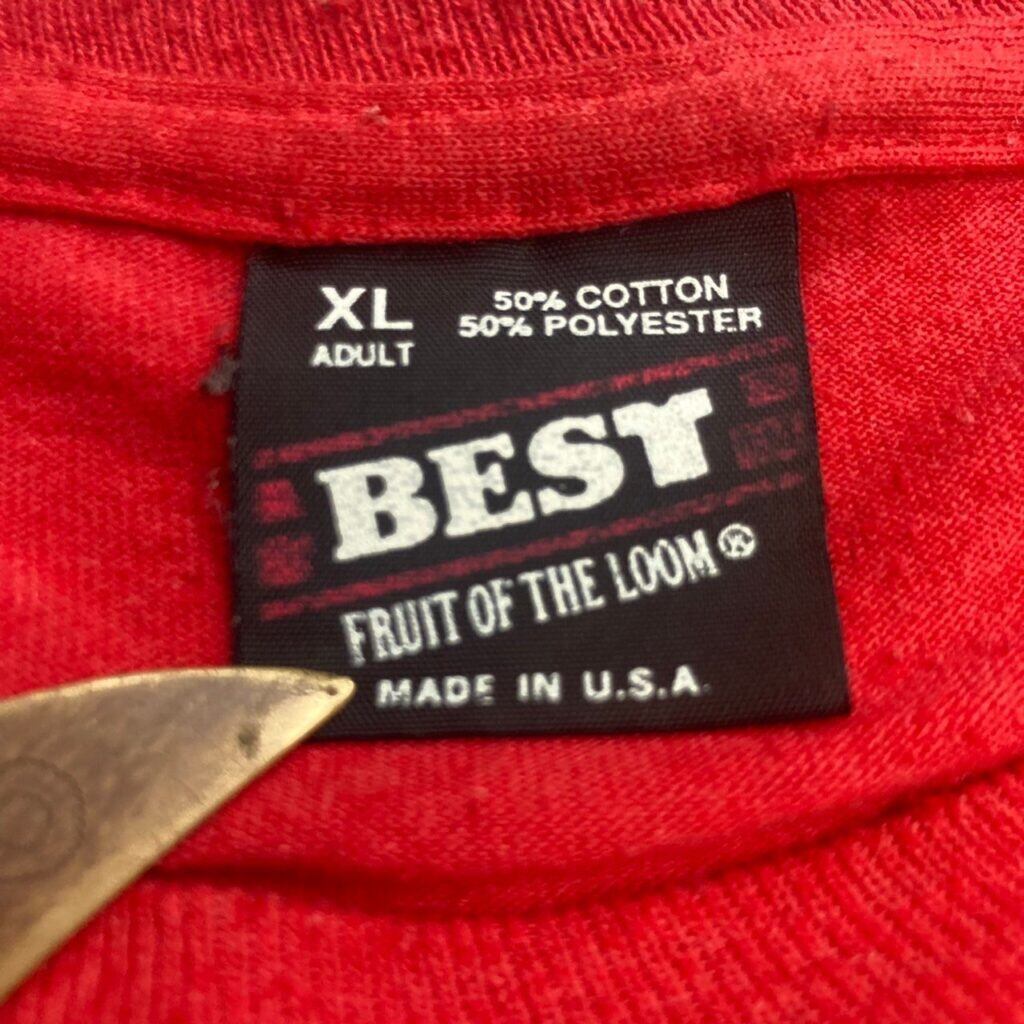 XL
ADULT
50% COTTON
50% POLYESTER
BEST
FRUIT OF THE LOOM®
MADE IN U.S.A.